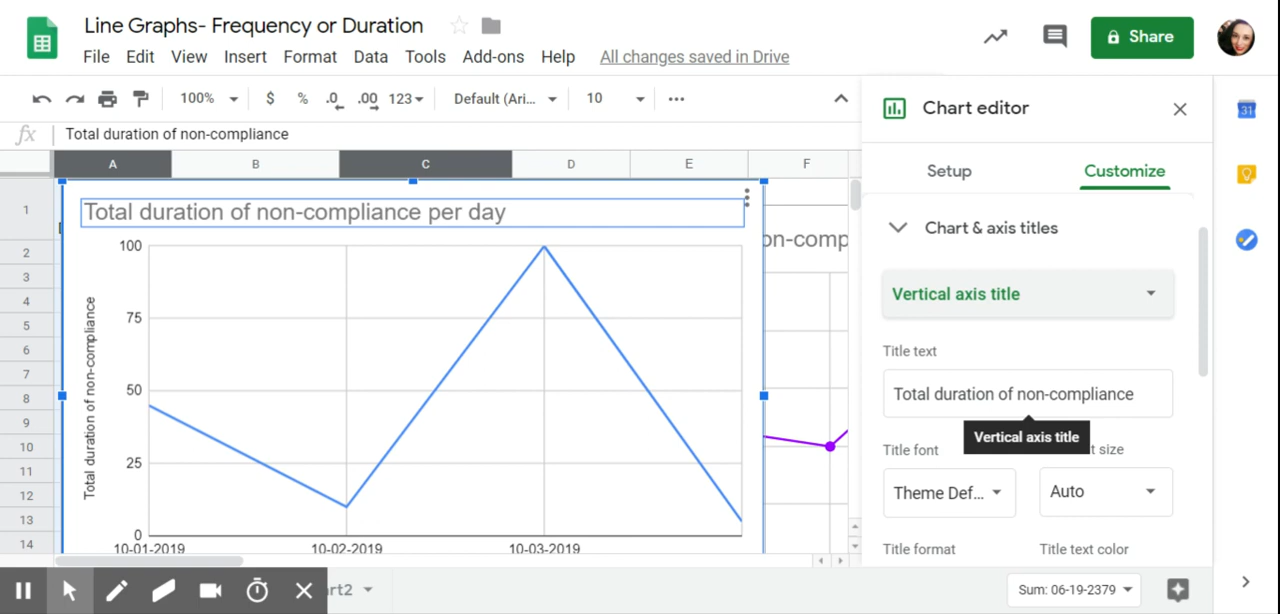 Line Graphs- Frequency or Duration
File Edit View Insert Format Data Tools Add-ons Help All changes saved in Drive
Share
100% $ % .0 .00 123 Default (Ari... 10
fx Total duration of non-compliance
A B C D E F
1
2
3
4
5
6
7
8
9
10
11
12
13
14
Total duration of non-compliance per day
on-comp
100
75
50
25
0
Total duration of non-compliance
10-01-2019 10-02-2019 10-03-2019
Chart editor
Setup Customize
Chart & axis titles
Vertical axis title
Title text
Total duration of non-compliance
Vertical axis title
Title font t size
Theme Def... Auto
Title format Title text color
31
art2
Sum: 06-19-2379